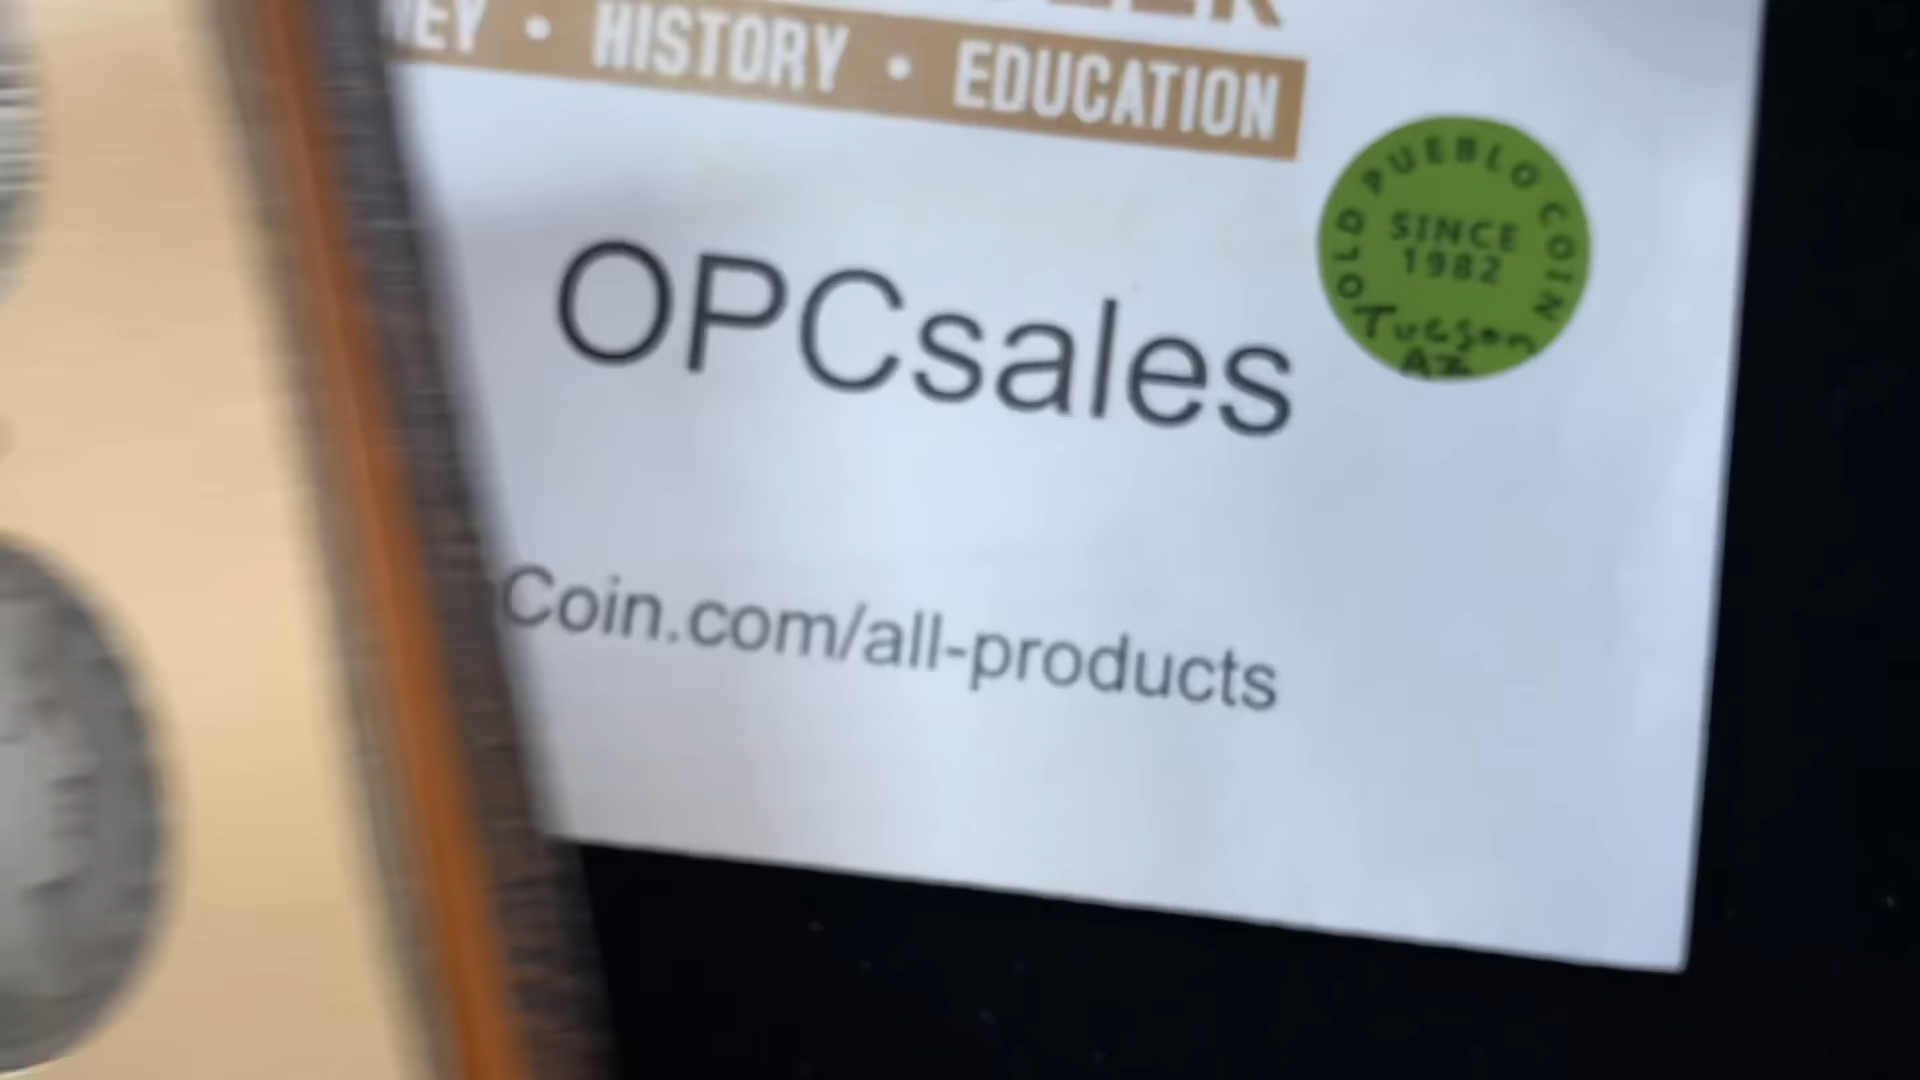 • HISTORY • EDUCATION
OLD PUEBLO COIN
SINCE
1982
Tucson
AZ
OPCsales
Coin.com/all-products